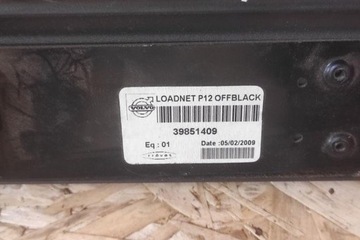 VOLVO
LOADNET P12 OFFBLACK
39851409
Eq : 01
Date :05/02/2009